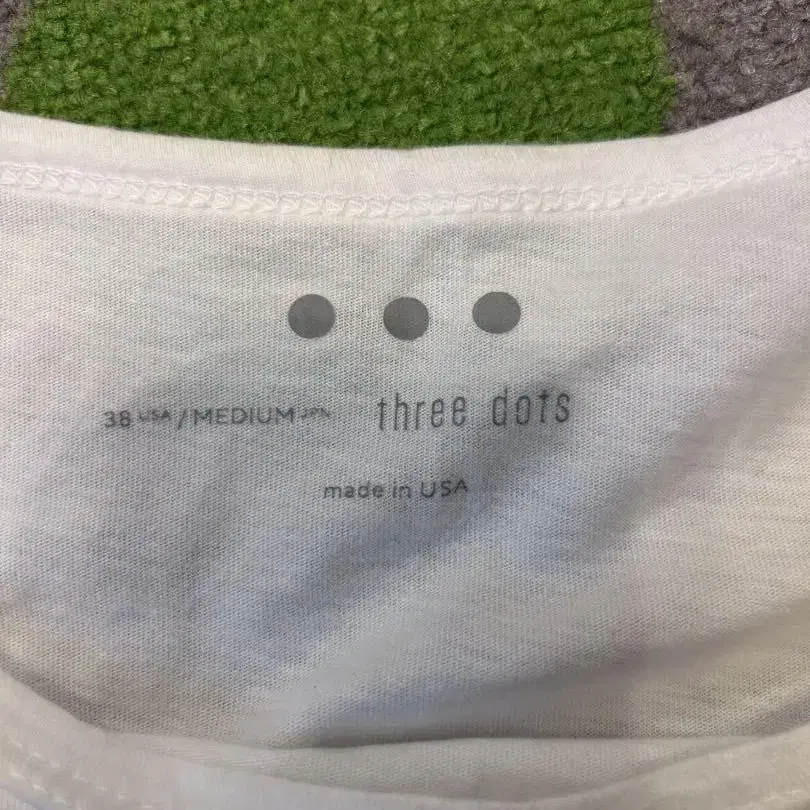 38 USA / MEDIUM JPN three dots
made in USA